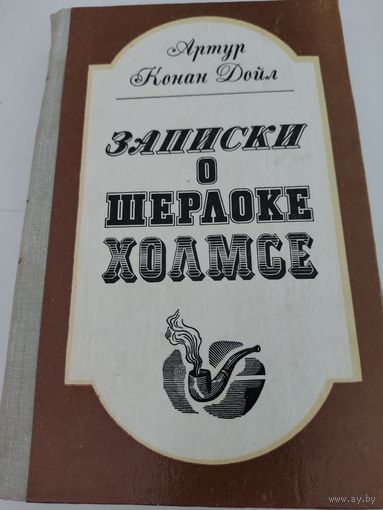 Артур
Конан Дойл
ЗАПИСКИ
О
ШЕРЛОКЕ
ХОЛМСЕ
www.ay.by